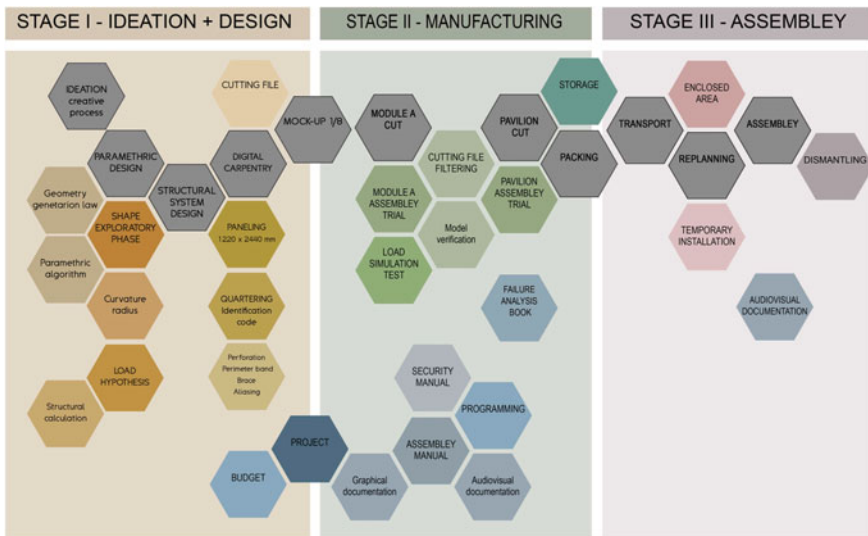 STAGE I - IDEATION + DESIGN
STAGE II - MANUFACTURING
STAGE III - ASSEMBLEY
IDEATION
creative
process
CUTTING FILE
MOCK-UP 1/8
PARAMETHRIC
DESIGN
DIGITAL
CARPENTRY
STRUCTURAL
SYSTEM
DESIGN
Geometry
genetarion law
SHAPE
EXPLORATORY
PHASE
PANELING
1220 x 2440 mm
Paramethric
algorithm
Curvature
radius
QUARTERING
Identification
code
LOAD
HYPOTHESIS
Perforation
Perimeter band
Brace
Aliasing
Structural
calculation
PROJECT
BUDGET
MODULE A
CUT
PAVILION
CUT
STORAGE
PACKING
CUTTING FILE
FILTERING
MODULE A
ASSEMBLEY
TRIAL
PAVILION
ASSEMBLEY
TRIAL
Model
verification
LOAD
SIMULATION
TEST
FAILURE
ANALYSIS
BOOK
SECURITY
MANUAL
PROGRAMMING
ASSEMBLEY
MANUAL
Graphical
documentation
Audiovisual
documentation
TRANSPORT
ENCLOSED
AREA
ASSEMBLEY
REPLANNING
DISMANTLING
TEMPORARY
INSTALLATION
AUDIOVISUAL
DOCUMENTATION